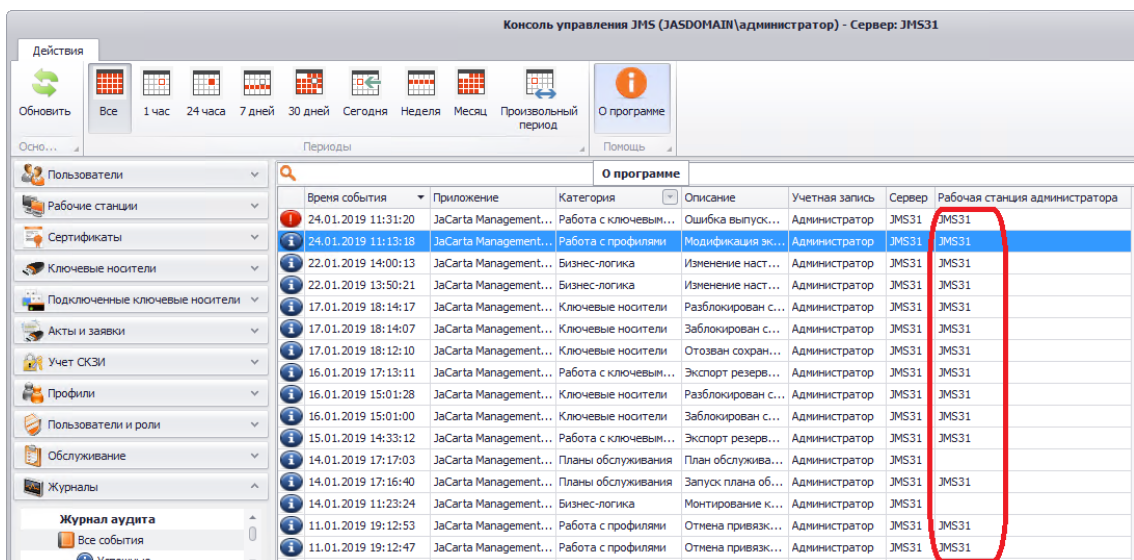 Консоль управления JMS (JASDOMAIN\администратор) - Сервер: JMS31
Действия
Обновить Все 1 час 24 часа 7 дней 30 дней Сегодня Неделя Месяц Произвольный период О программе
Осно... Периоды Помощь
О программе
Пользователи
Рабочие станции
Сертификаты
Ключевые носители
Подключенные ключевые носители
Акты и заявки
Учет СКЗИ
Профили
Пользователи и роли
Обслуживание
Журналы
Журнал аудита
Все события
Успешные
Время события Приложение Категория Описание Учетная запись Сервер Рабочая станция администратора
24.01.2019 11:31:20 JaCarta Management... Работа с ключевым... Ошибка выпуск... Администратор JMS31 JMS31
24.01.2019 11:13:18 JaCarta Management... Работа с профилями Модификация эк... Администратор JMS31 JMS31
22.01.2019 14:00:13 JaCarta Management... Бизнес-логика Изменение наст... Администратор JMS31 JMS31
22.01.2019 13:50:21 JaCarta Management... Бизнес-логика Изменение наст... Администратор JMS31 JMS31
17.01.2019 18:14:17 JaCarta Management... Ключевые носители Разблокирован с... Администратор JMS31 JMS31
17.01.2019 18:14:07 JaCarta Management... Ключевые носители Заблокирован с... Администратор JMS31 JMS31
17.01.2019 18:12:10 JaCarta Management... Ключевые носители Отозван сохран... Администратор JMS31 JMS31
16.01.2019 17:13:11 JaCarta Management... Работа с ключевым... Экспорт резерв... Администратор JMS31 JMS31
16.01.2019 15:01:28 JaCarta Management... Ключевые носители Разблокирован с... Администратор JMS31 JMS31
16.01.2019 15:01:00 JaCarta Management... Ключевые носители Заблокирован с... Администратор JMS31 JMS31
15.01.2019 14:33:12 JaCarta Management... Работа с ключевым... Экспорт резерв... Администратор JMS31 JMS31
14.01.2019 17:17:03 JaCarta Management... Планы обслуживания План обслужива... Администратор JMS31
14.01.2019 17:16:40 JaCarta Management... Планы обслуживания Запуск плана об... Администратор JMS31 JMS31
14.01.2019 11:23:24 JaCarta Management... Бизнес-логика Монтирование к... Администратор JMS31
11.01.2019 19:12:53 JaCarta Management... Работа с профилями Отмена привязк... Администратор JMS31 JMS31
11.01.2019 19:12:47 JaCarta Management... Работа с профилями Отмена привязк... Администратор JMS31 JMS31